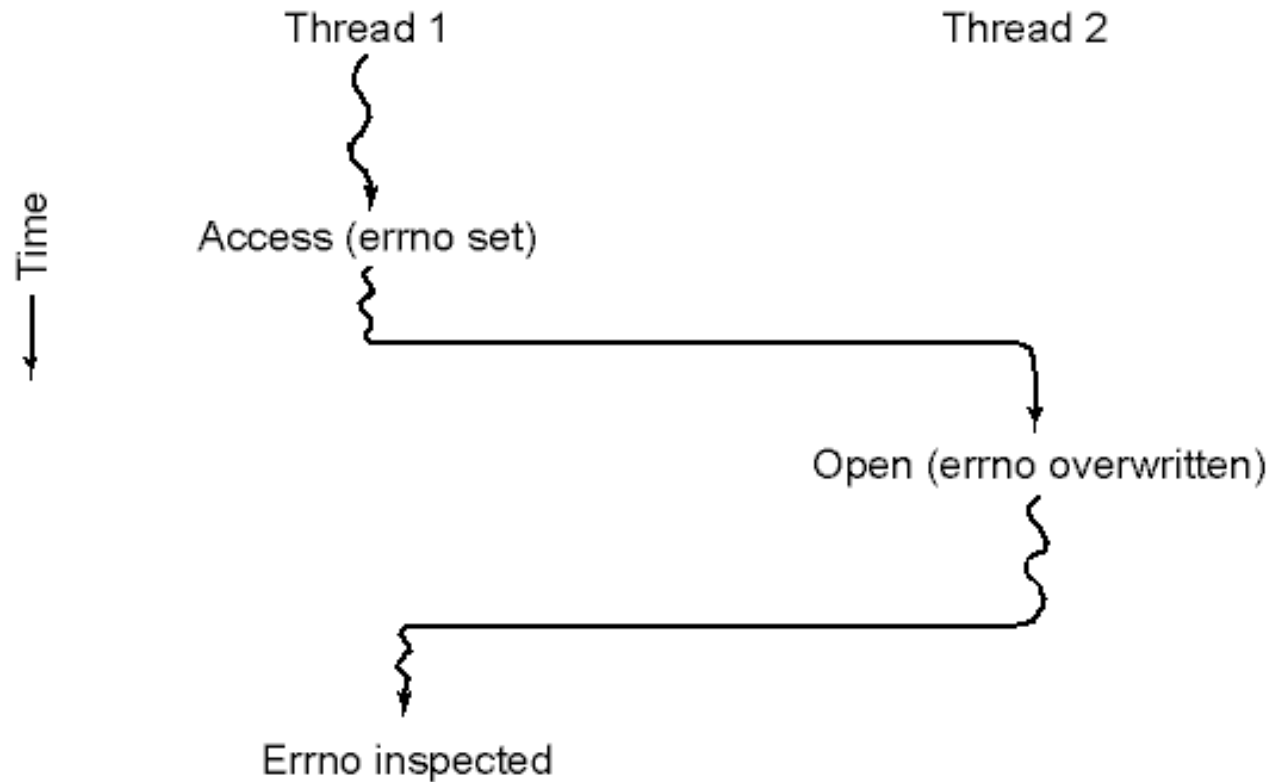 Thread 1
Thread 2
Time
Access (errno set)
Open (errno overwritten)
Errno inspected